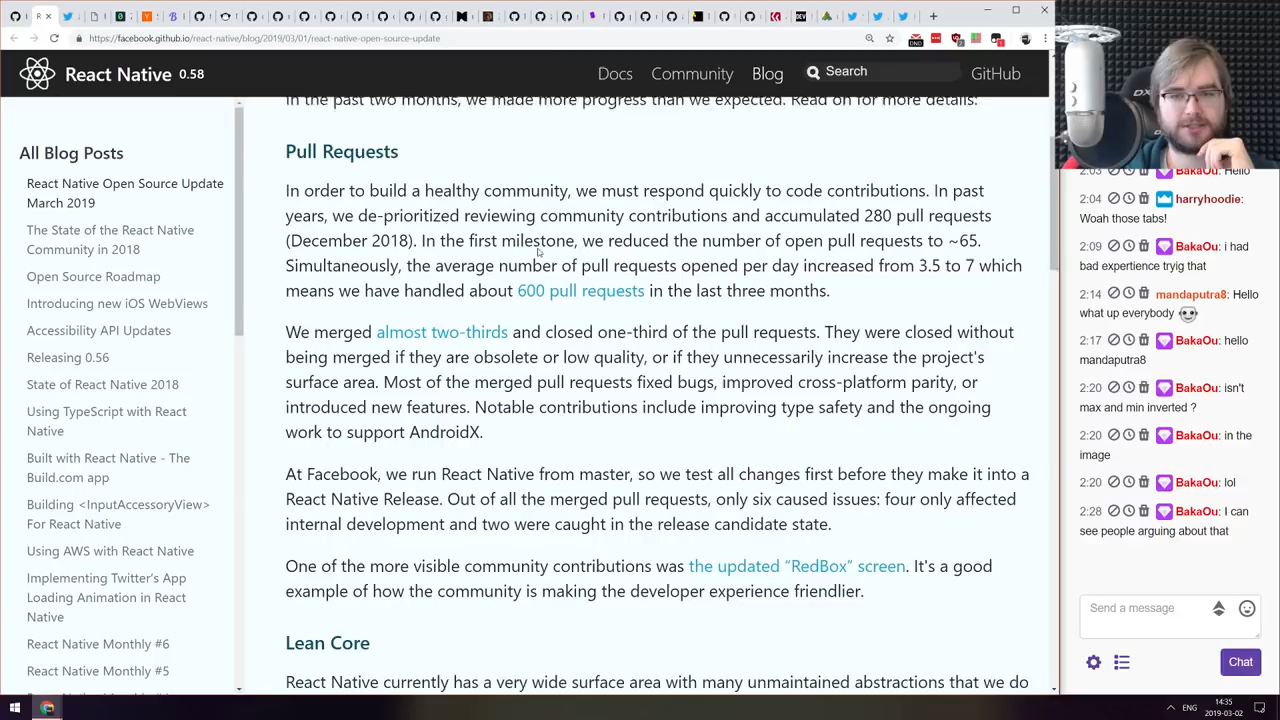 https://facebook.github.io/react-native/blog/2019/03/01/react-native-open-source-update
DND
React Native 0.58
Docs
Community
Blog
Search
GitHub
All Blog Posts
React Native Open Source Update
March 2019
The State of the React Native
Community in 2018
Open Source Roadmap
Introducing new iOS WebViews
Accessibility API Updates
Releasing 0.56
State of React Native 2018
Using TypeScript with React
Native
Built with React Native - The
Build.com app
Building <InputAccessoryView>
For React Native
Using AWS with React Native
Implementing Twitter's App
Loading Animation in React
Native
React Native Monthly #6
React Native Monthly #5
In the past two months, we made more progress than we expected. Read on for more details:
Pull Requests
In order to build a healthy community, we must respond quickly to code contributions. In past
years, we de-prioritized reviewing community contributions and accumulated 280 pull requests
(December 2018). In the first milestone, we reduced the number of open pull requests to ~65.
Simultaneously, the average number of pull requests opened per day increased from 3.5 to 7 which
means we have handled about 600 pull requests in the last three months.
We merged almost two-thirds and closed one-third of the pull requests. They were closed without
being merged if they are obsolete or low quality, or if they unnecessarily increase the project's
surface area. Most of the merged pull requests fixed bugs, improved cross-platform parity, or
introduced new features. Notable contributions include improving type safety and the ongoing
work to support AndroidX.
At Facebook, we run React Native from master, so we test all changes first before they make it into a
React Native Release. Out of all the merged pull requests, only six caused issues: four only affected
internal development and two were caught in the release candidate state.
One of the more visible community contributions was the updated “RedBox” screen. It's a good
example of how the community is making the developer experience friendlier.
Lean Core
React Native currently has a very wide surface area with many unmaintained abstractions that we do
2:03 BakaOu: Hello
2:04 harryhoodie:
Woah those tabs!
2:09 BakaOu: i had
bad expertience tryig that
2:14 mandaputra8: Hello
what up everybody
2:17 BakaOu: hello
mandaputra8
2:20 BakaOu: isn't
max and min inverted ?
2:20 BakaOu: in the
image
2:20 BakaOu: lol
2:28 BakaOu: I can
see people arguing about that
Send a message
Chat
ENG
14:35
2019-03-02